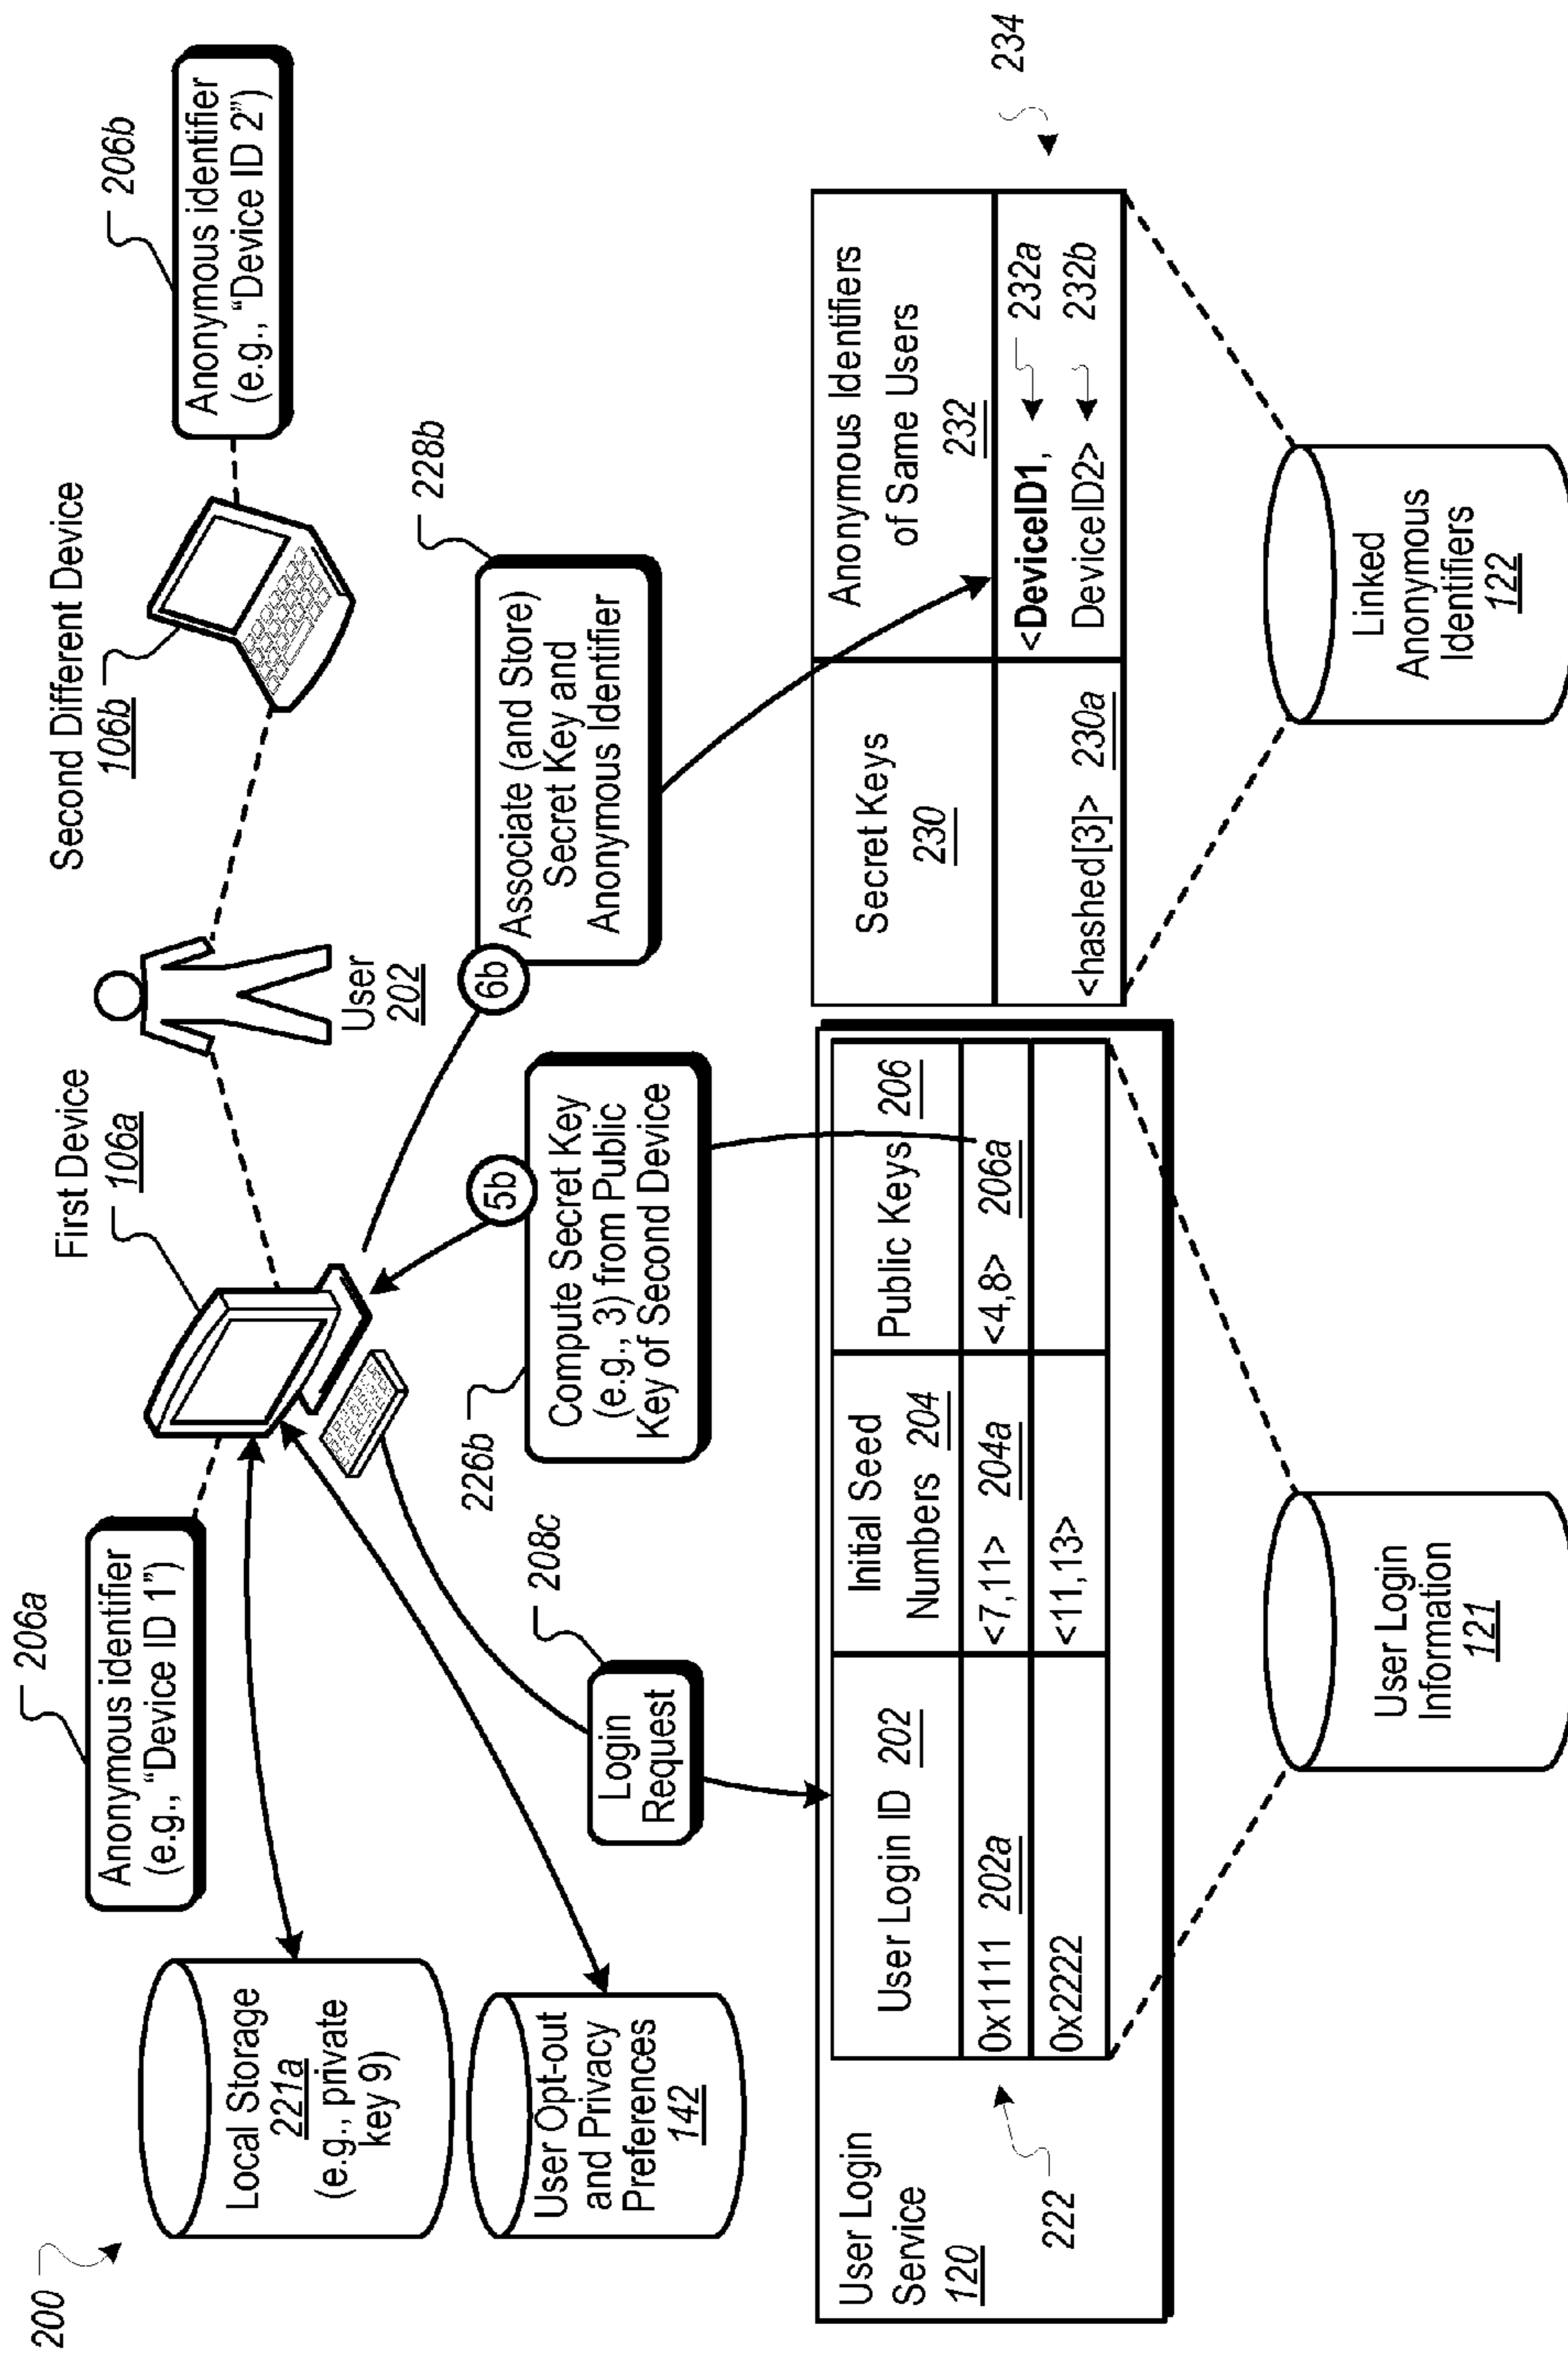 200
206a
Anonymous identifier
(e.g., “Device ID 1”)
First Device
106a
User
202
Second Different Device
106b
206b
Anonymous identifier
(e.g., “Device ID 2”)
Local Storage
221a
(e.g., private
key 9)
User Opt-out
and Privacy
Preferences
142
208c
Login
Request
226b
5b
Compute Secret Key
(e.g., 3) from Public
Key of Second Device
6b
228b
Associate (and Store)
Secret Key and
Anonymous Identifier
User Login
Service
120
222
User Login ID 202
Initial Seed
Numbers 204
Public Keys 206
0x1111 202a
<7,11> 204a
<4,8> 206a
0x2222
<11,13>
Secret Keys
230
Anonymous Identifiers
of Same Users
232
<hashed[3]> 230a
<DeviceID1,
232a
DeviceID2>
232b
234
User Login
Information
121
Linked
Anonymous
Identifiers
122